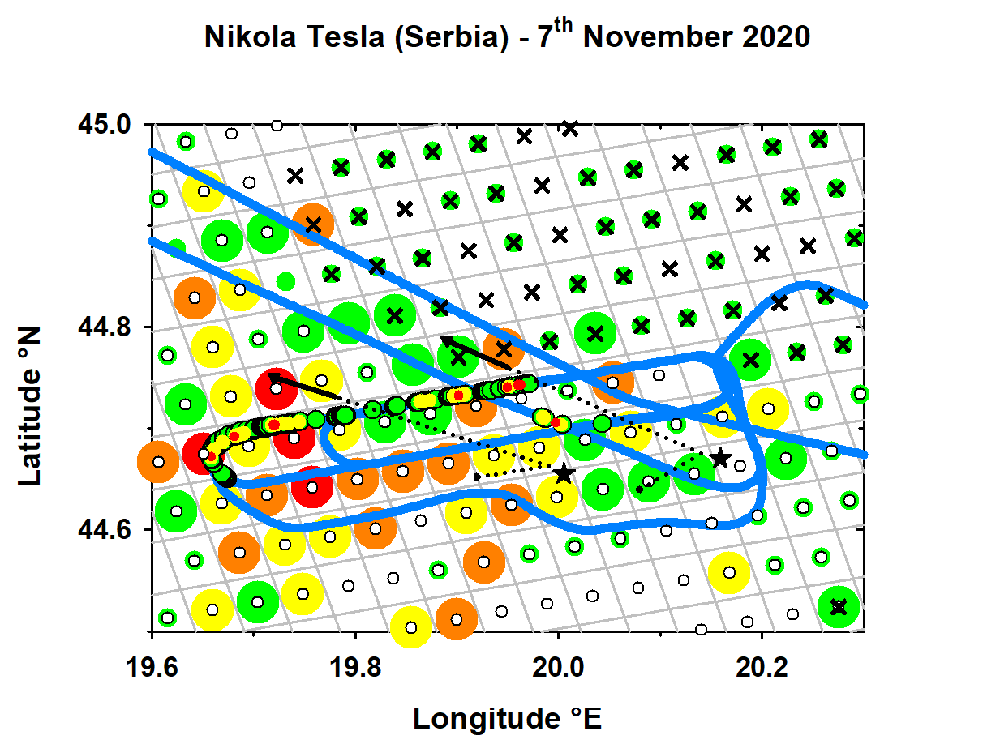 Nikola Tesla (Serbia) - 7th November 2020
45.0
44.8
44.6
Latitude °N
19.6 19.8 20.0 20.2
Longitude °E